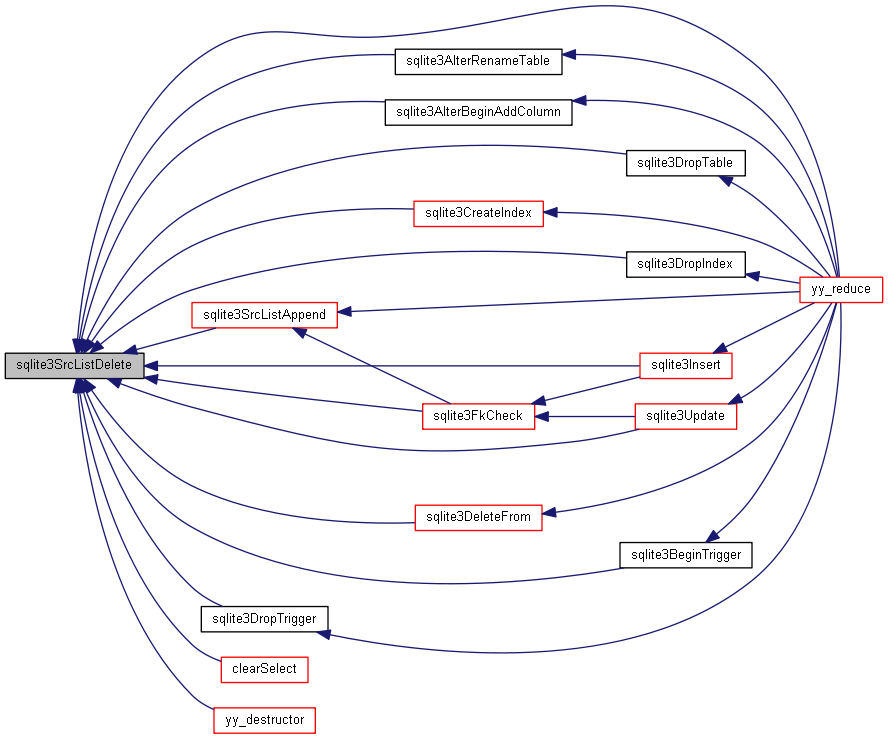 sqlite3AlterRenameTable
sqlite3AlterBeginAddColumn
sqlite3DropTable
sqlite3CreateIndex
sqlite3DropIndex
yy_reduce
sqlite3SrcListAppend
sqlite3SrcListDelete
sqlite3Insert
sqlite3FkCheck
sqlite3Update
sqlite3DeleteFrom
sqlite3BeginTrigger
sqlite3DropTrigger
clearSelect
yy_destructor